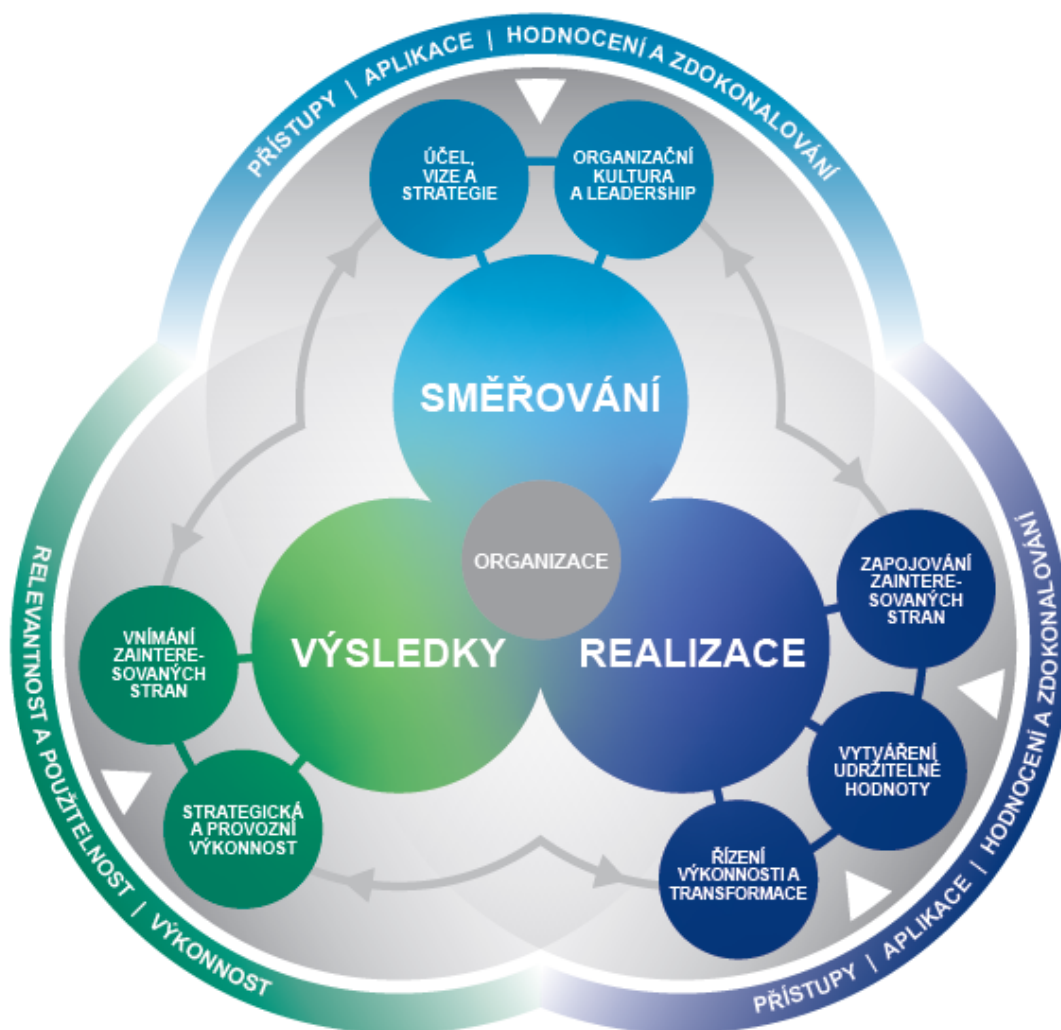 PŘÍSTUPY | APLIKACE | HODNOCENÍ A ZDOKONALOVÁNÍ
ÚČEL,
VIZE A
STRATEGIE
ORGANIZAČNÍ
KULTURA
A LEADERSHIP
SMĚŘOVÁNÍ
ORGANIZACE
VÝSLEDKY
REALIZACE
ZAPOJOVÁNÍ
ZAINTERE-
SOVANÝCH
STRAN
VYTVÁŘENÍ
UDRŽITELNÉ
HODNOTY
ŘÍZENÍ
VÝKONNOSTI A
TRANSFORMACE
PŘÍSTUPY | APLIKACE | HODNOCENÍ A ZDOKONALOVÁNÍ
VNÍMÁNÍ
ZAINTERE-
SOVANÝCH
STRAN
STRATEGICKÁ
A PROVOZNÍ
VÝKONNOST
RELEVANTNOST A POUŽITELNOST | VÝKONNOST